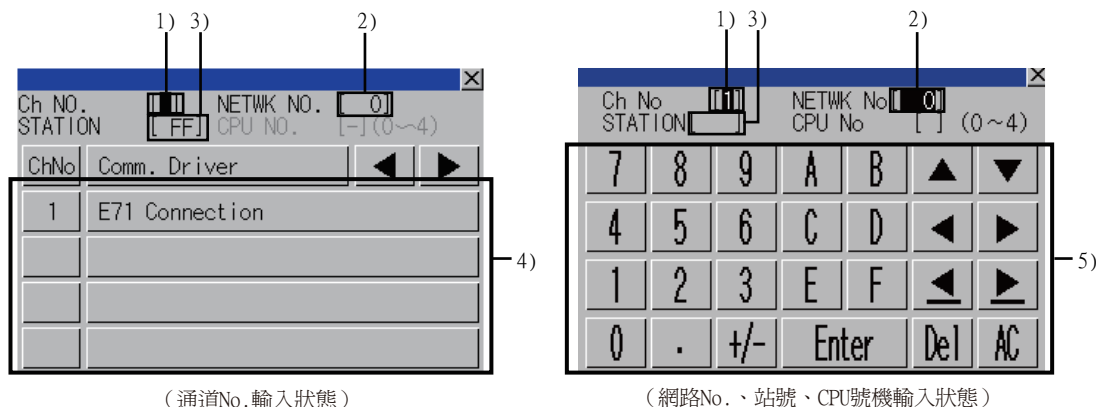 1) 3) 2)
Ch NO. [ ] NETWK NO. [ 0]
STATION [ FF] CPU NO. [-](0~4)
ChNo Comm. Driver ◀ ▶
1 E71 Connection
4)
(通道No.輸入狀態)
1) 3) 2)
Ch No [1] NETWK No[ 0]
STATION[ ] CPU No [ ] (0~4)
7 8 9 A B ▲ ▼
4 5 6 C D ◀ ▶
1 2 3 E F ◀ ▶
0 . +/- Enter Del AC
5)
(網路No.、站號、CPU號機輸入狀態)